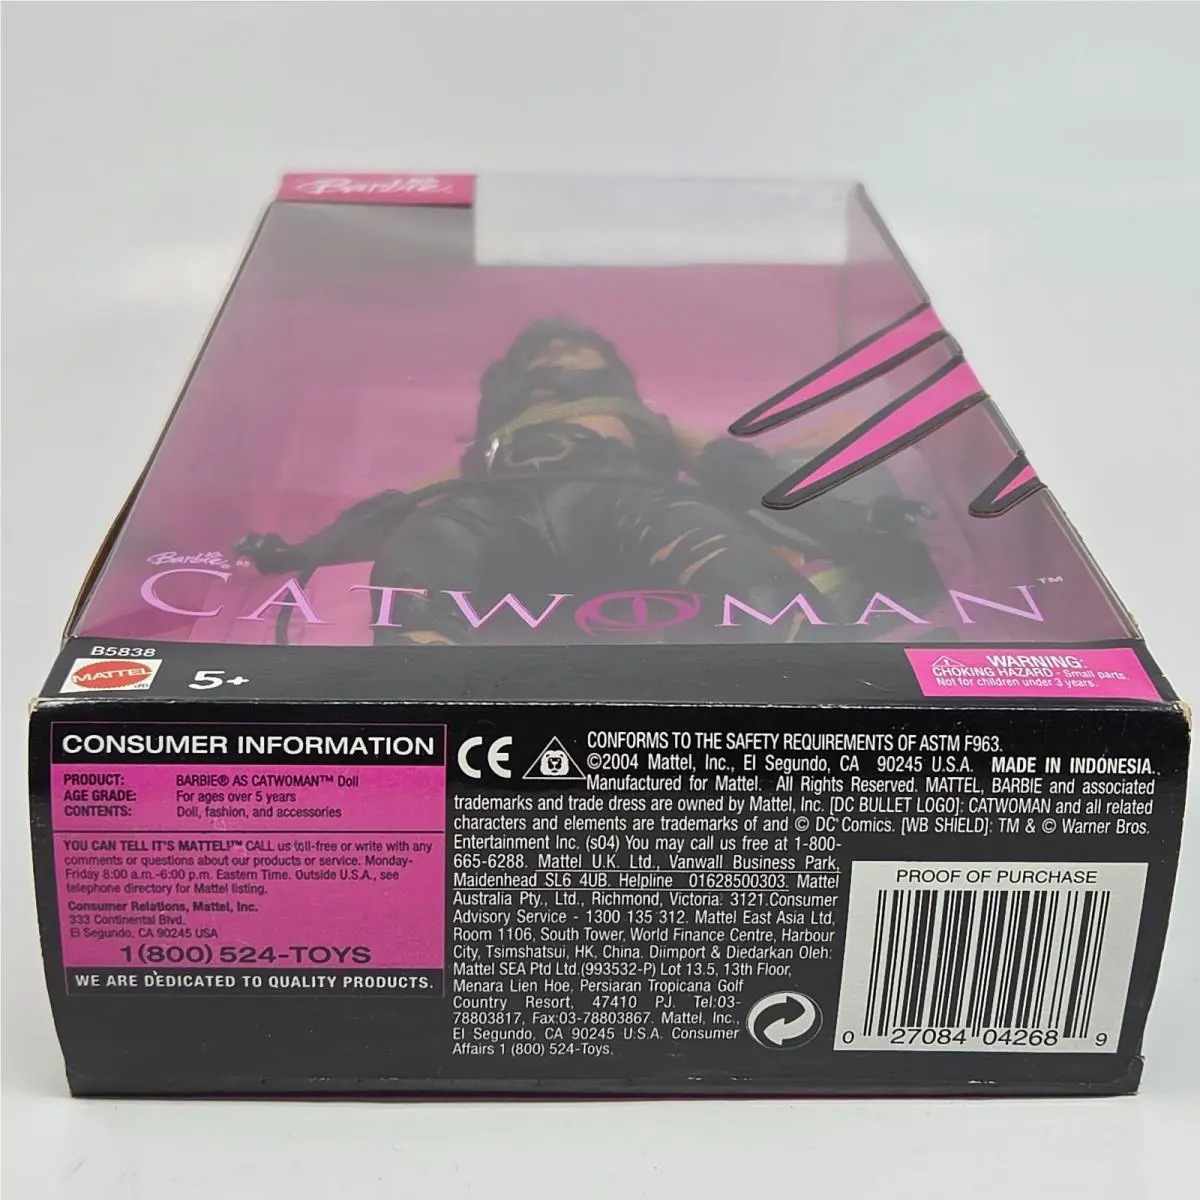 Barbie
Barbie
CATWOMAN™
B5838
MATTEL
5+
WARNING:
CHOKING HAZARD - Small parts.
Not for children under 3 years.
CONSUMER INFORMATION
PRODUCT: BARBIE® AS CATWOMAN™ Doll
AGE GRADE: For ages over 5 years
CONTENTS: Doll, fashion, and accessories
YOU CAN TELL IT'S MATTEL!™ CALL us toll-free or write with any
comments or questions about our products or service. Monday-
Friday 8:00 a.m.-6:00 p.m. Eastern Time. Outside U.S.A., see
telephone directory for Mattel listing.
Consumer Relations, Mattel, Inc.
333 Continental Blvd.
El Segundo, CA 90245 USA
1(800) 524-TOYS
WE ARE DEDICATED TO QUALITY PRODUCTS.
CE
CONFORMS TO THE SAFETY REQUIREMENTS OF ASTM F963.
©2004 Mattel, Inc., El Segundo, CA 90245 U.S.A. MADE IN INDONESIA.
Manufactured for Mattel. All Rights Reserved. MATTEL, BARBIE and associated
trademarks and trade dress are owned by Mattel, Inc. [DC BULLET LOGO]: CATWOMAN and all related
characters and elements are trademarks of and © DC Comics. [WB SHIELD]: TM & © Warner Bros.
Entertainment Inc. (s04) You may call us free at 1-800-
665-6288. Mattel U.K. Ltd., Vanwall Business Park,
Maidenhead SL6 4UB. Helpline 01628500303. Mattel
Australia Pty., Ltd., Richmond, Victoria. 3121.Consumer
Advisory Service - 1300 135 312. Mattel East Asia Ltd,
Room 1106, South Tower, World Finance Centre, Harbour
City, Tsimshatsui, HK, China. Diimport & Diedarkan Oleh:
Mattel SEA Ptd Ltd.(993532-P) Lot 13.5, 13th Floor,
Menara Lien Hoe, Persiaran Tropicana Golf
Country Resort, 47410 PJ. Tel:03-
78803817, Fax:03-78803867. Mattel, Inc.,
El Segundo, CA 90245 U.S.A. Consumer
Affairs 1 (800) 524-Toys.
PROOF OF PURCHASE
0 27084 04268 9